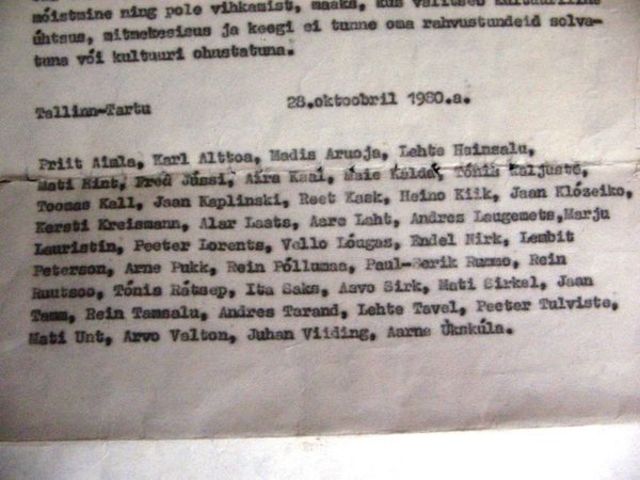 mõistmine ning pole vihkamist, maaks, kus valitseb kultuuriline
ühtsus, mitmekesisus ja keegi ei tunne oma rahvustundeid solva-
tuna või kultuuri ohustatuna.
Tallinn-Tartu 28.oktoobril 1980.a.
Priit Aimla, Karl Alttoa, Madis Aruoja, Lehte Hainsalu,
Mati Hint, Fred Jüssi, Aira Kaal, Maie Kalda, Tõnik Kaljuste,
Toomas Kall, Jaan Kaplinski, Reet Kask, Heino Kiik, Jaan Klõzeiko,
Kersti Kreismann, Alar Laats, Aare Laht, Andres Langemets,Marju
Lauristin, Peeter Lorents, Vello Lõugas, Endel Nirk, Lembit
Peterson, Arne Pukk, Rein Põllumaa, Paul-Eerik Rummo, Rein
Ruutsoo, Tõnis Rätsep, Ita Saks, Aavo Sirk, Mati Sirkel, Jaan
Tamm, Rein Tamsalu, Andres Tarand, Lehte Tavel, Peeter Tulviste,
Mati Unt, Arvo Valton, Juhan Viiding, Aarne Üksküla.